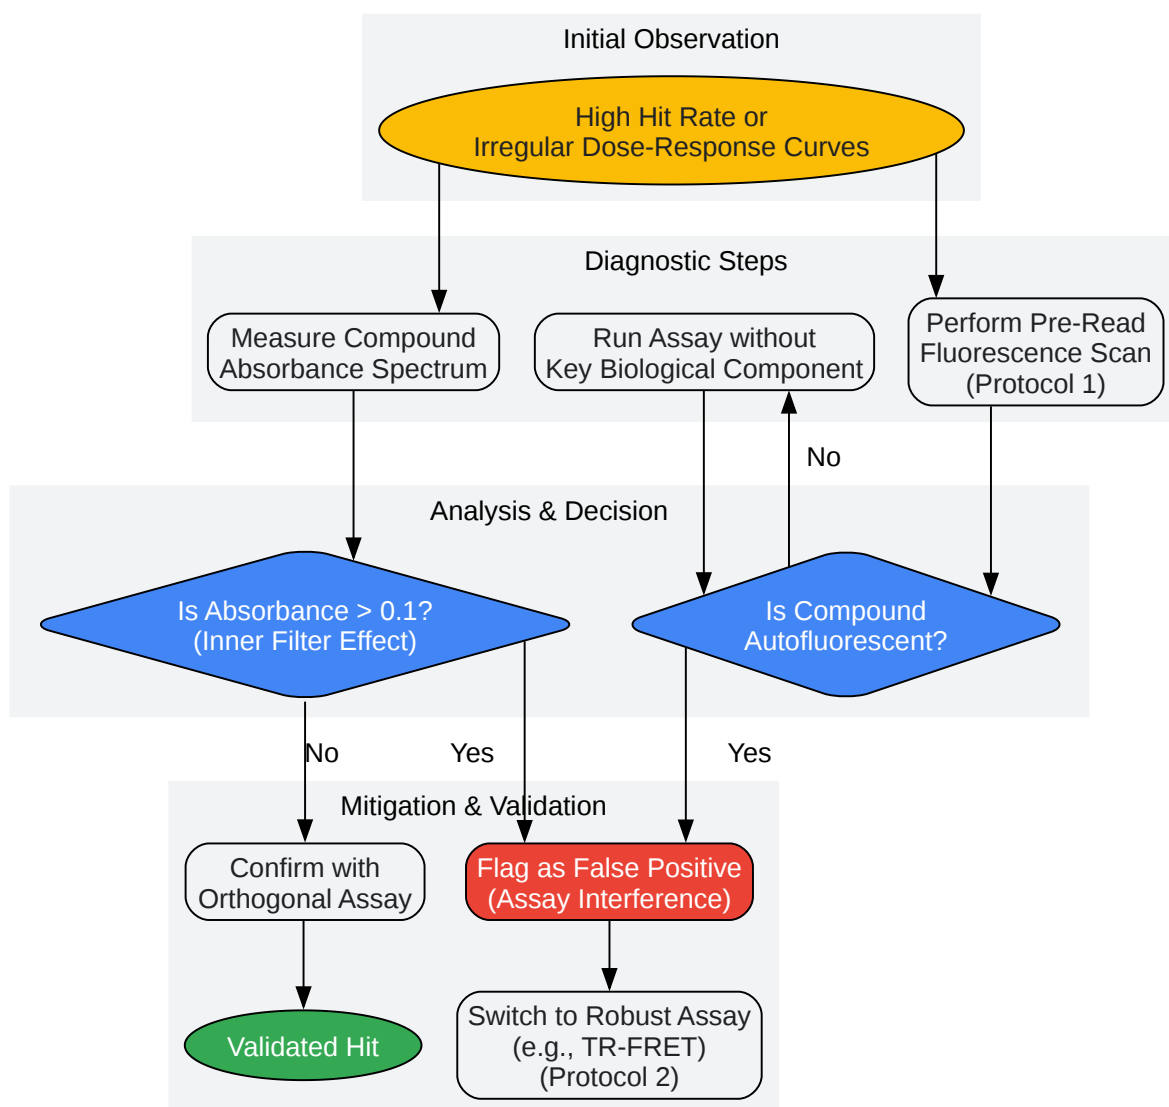 Initial Observation
High Hit Rate or
Irregular Dose-Response Curves
Diagnostic Steps
Measure Compound
Absorbance Spectrum
Run Assay without
Key Biological Component
Perform Pre-Read
Fluorescence Scan
(Protocol 1)
No
Analysis & Decision
Is Absorbance > 0.1?
(Inner Filter Effect)
Is Compound
Autofluorescent?
No
Yes
Yes
Mitigation & Validation
Confirm with
Orthogonal Assay
Flag as False Positive
(Assay Interference)
Validated Hit
Switch to Robust Assay
(e.g., TR-FRET)
(Protocol 2)